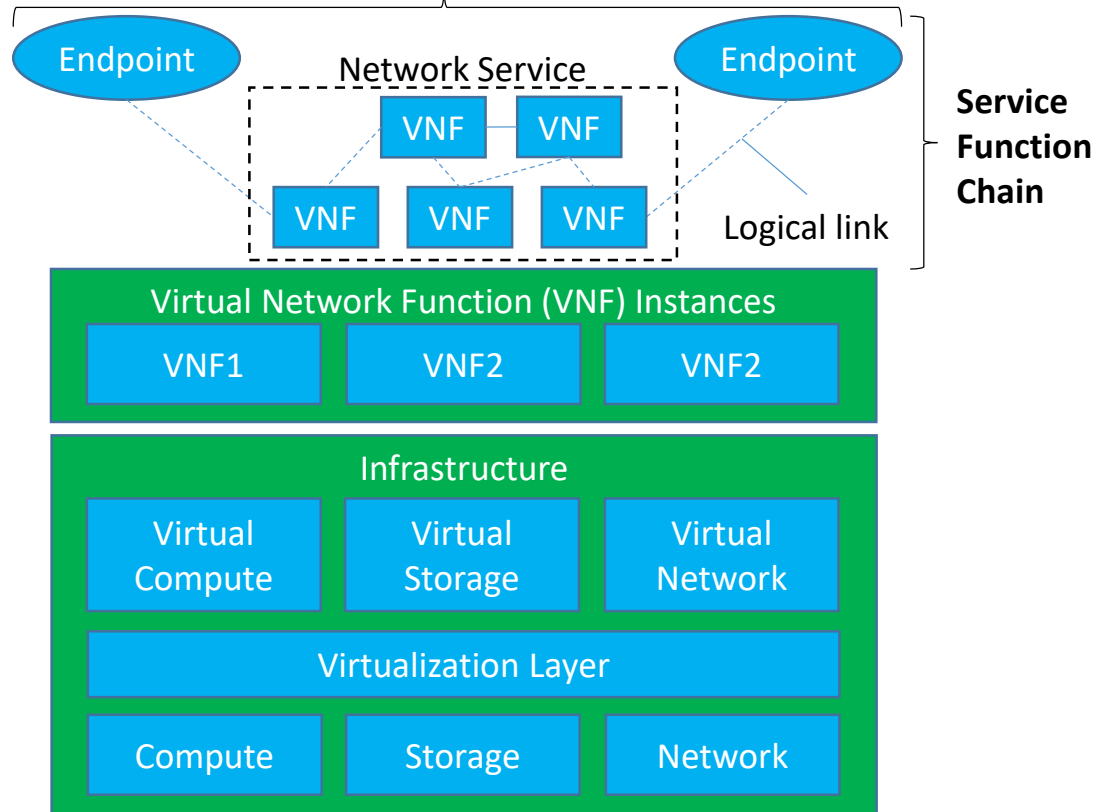 Endpoint
Endpoint
Network Service
Service
Function
Chain
VNF
VNF
VNF
VNF
VNF
Logical link
Virtual Network Function (VNF) Instances
VNF1
VNF2
VNF2
Infrastructure
Virtual
Compute
Virtual
Storage
Virtual
Network
Virtualization Layer
Compute
Storage
Network